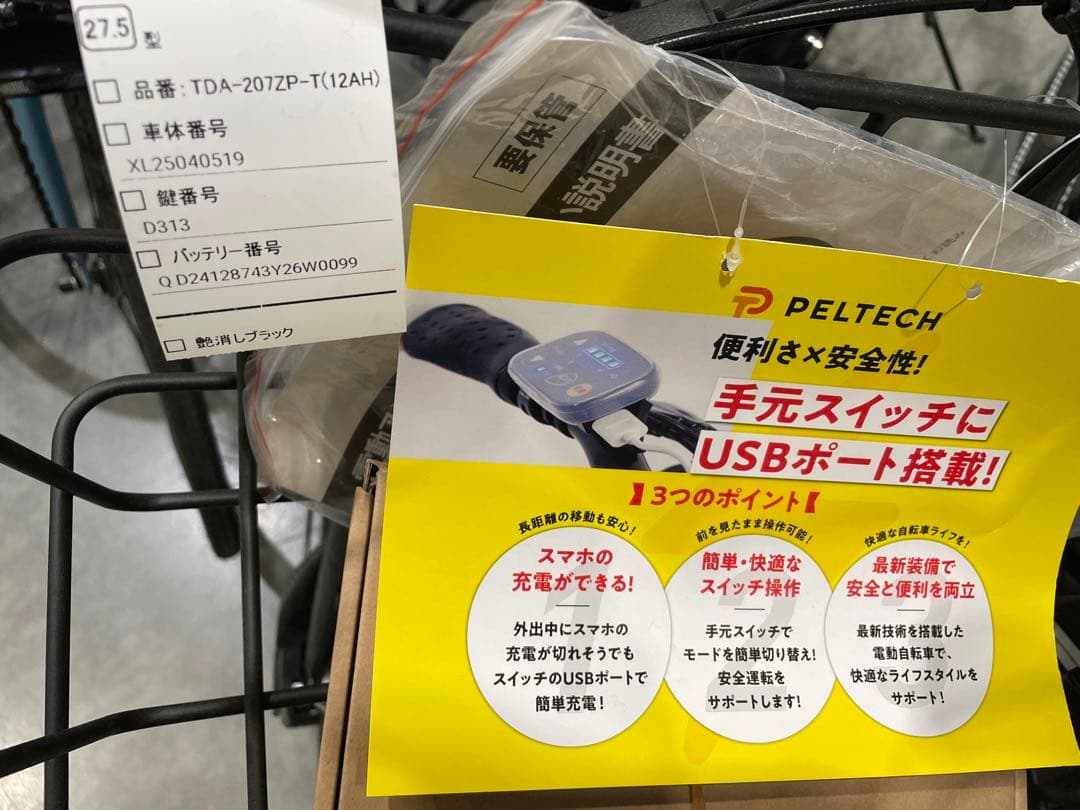 27.5 型
品番: TDA-207ZP-T(12AH)
車体番号
XL25040519
鍵番号
D313
バッテリー番号
QD24128743Y26W0099
艶消しブラック
要保管
説明書
PELTECH
便利さ×安全性!
手元スイッチに
USBポート搭載!
【3つのポイント】
長距離の移動も安心!
スマホの
充電ができる!
外出中にスマホの
充電が切れそうでも
スイッチのUSBポートで
簡単充電!
前を見たまま操作可能!
簡単・快適な
スイッチ操作
手元スイッチで
モードを簡単切り替え!
安全運転を
サポートします!
快適な自転車ライフを!
最新装備で
安全と便利を両立
最新技術を搭載した
電動自転車で、
快適なライフスタイルを
サポート!